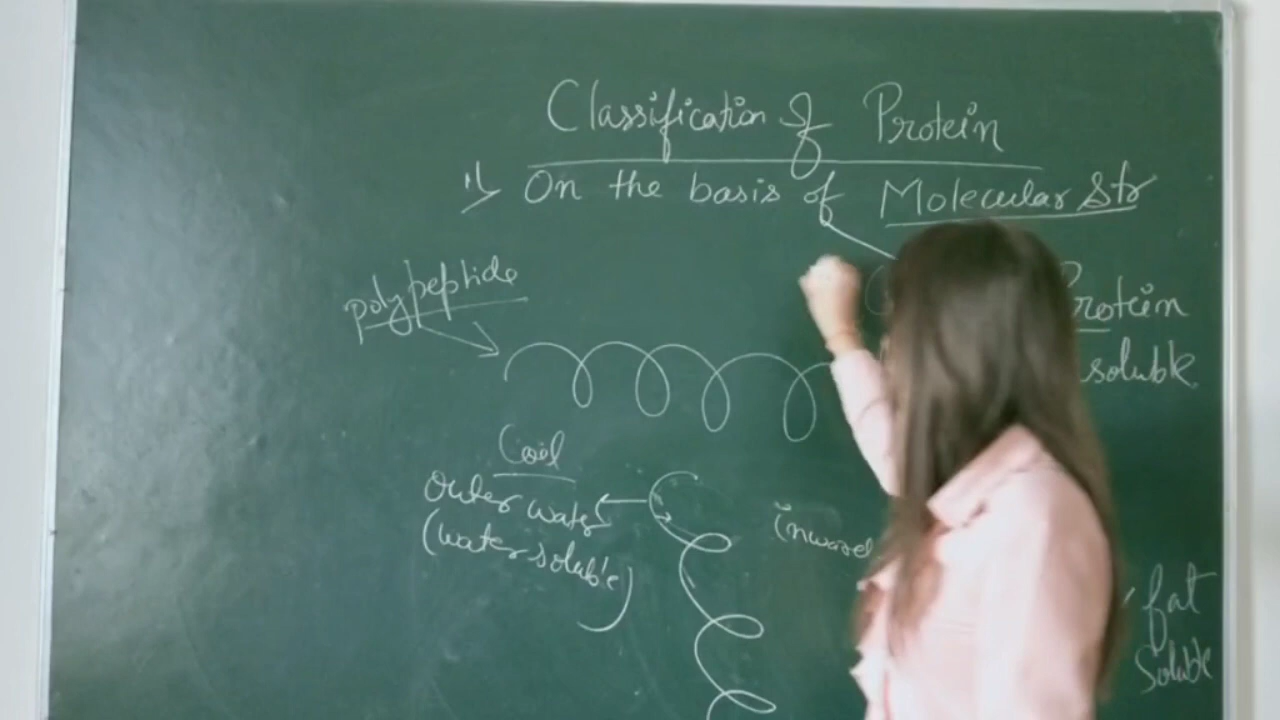 Classification of Protein
1) On the basis of Molecular Str
polypeptide
Protein
soluble
Coil
outer water
(water soluble)
inward
fat
soluble